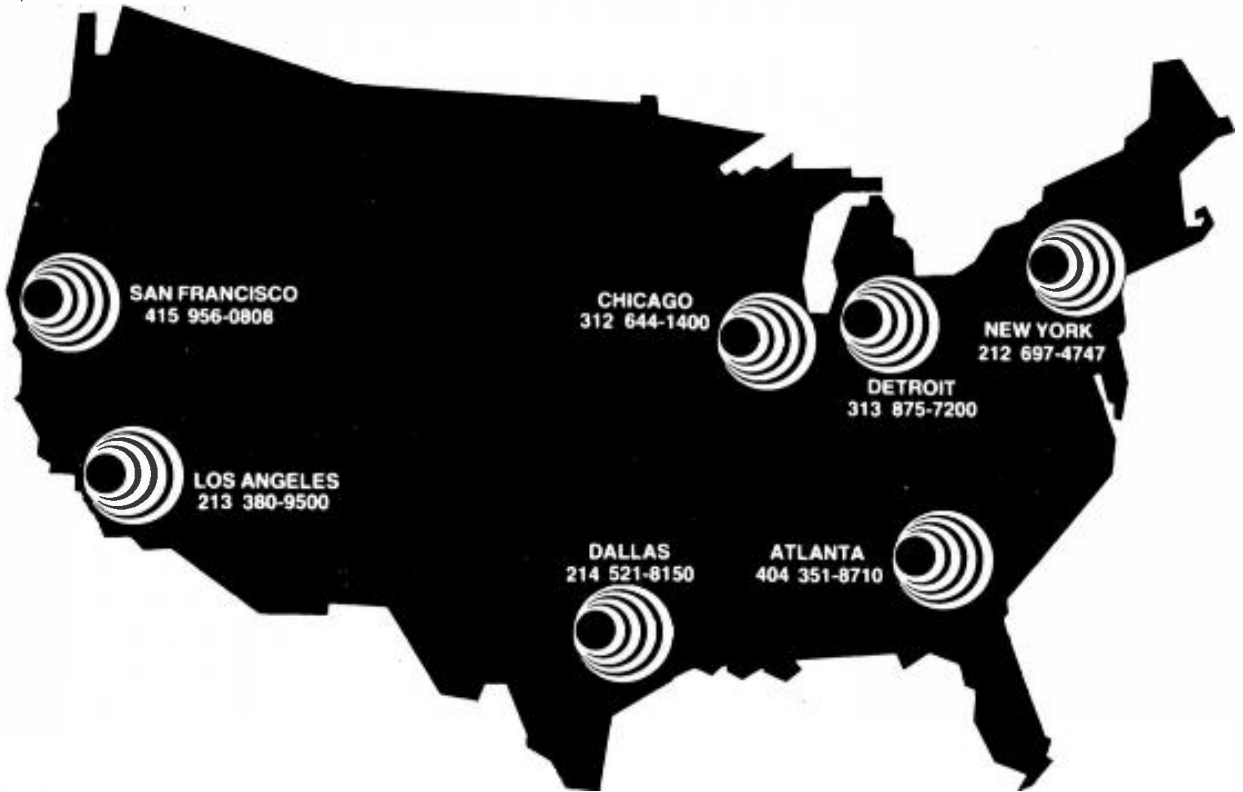 SAN FRANCISCO
415 956-0808
CHICAGO
312 644-1400
NEW YORK
212 697-4747
DETROIT
313 875-7200
LOS ANGELES
213 380-9500
DALLAS
214 521-8150
ATLANTA
404 351-8710